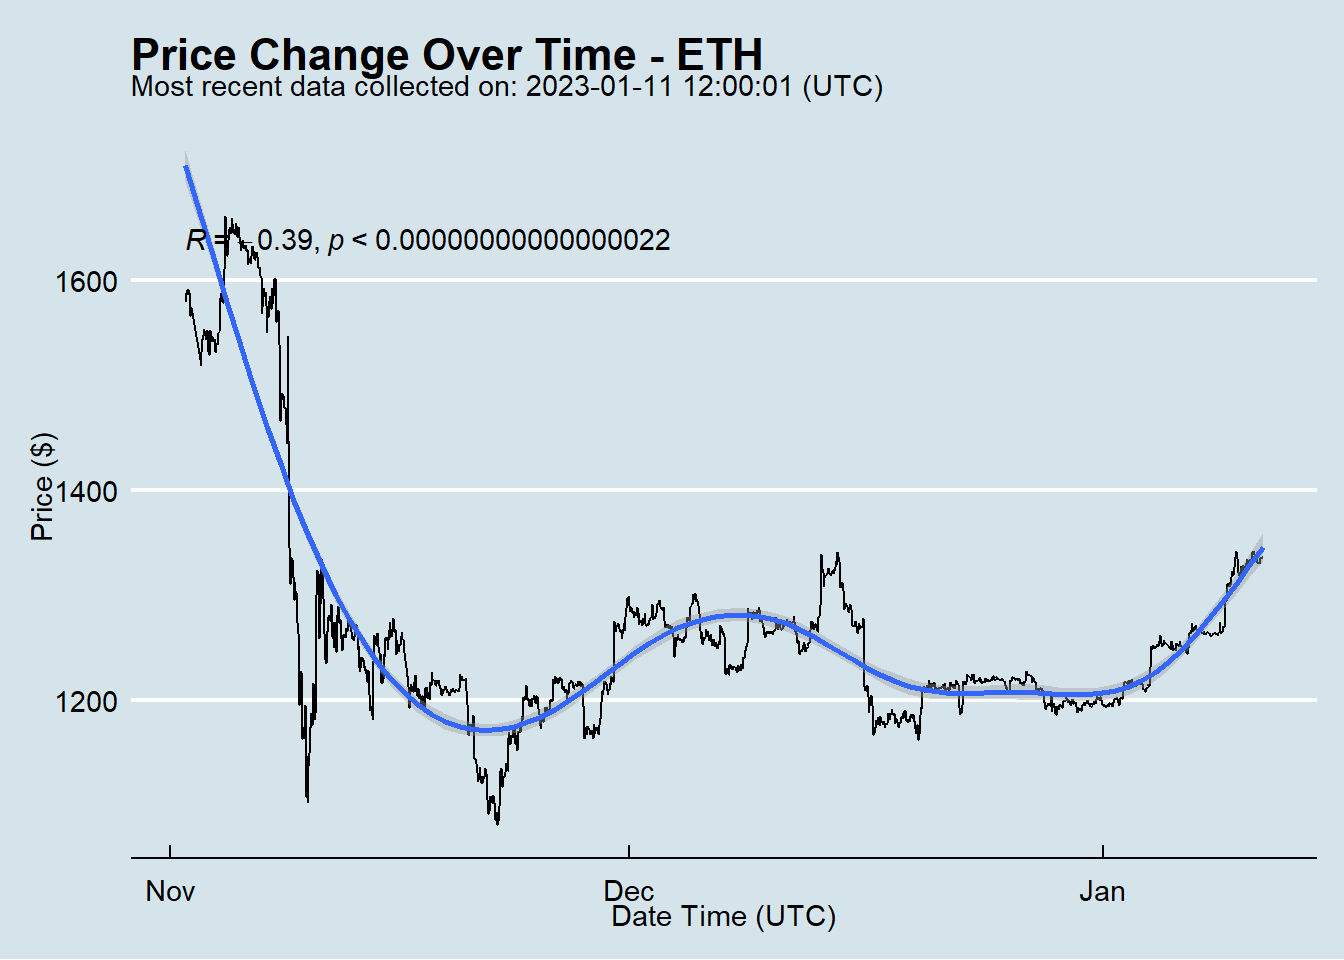 Price Change Over Time - ETH
Most recent data collected on: 2023-01-11 12:00:01 (UTC)
R = −0.39, p < 0.00000000000000022
1600
1400
1200
Price ($)
Nov
Dec
Jan
Date Time (UTC)